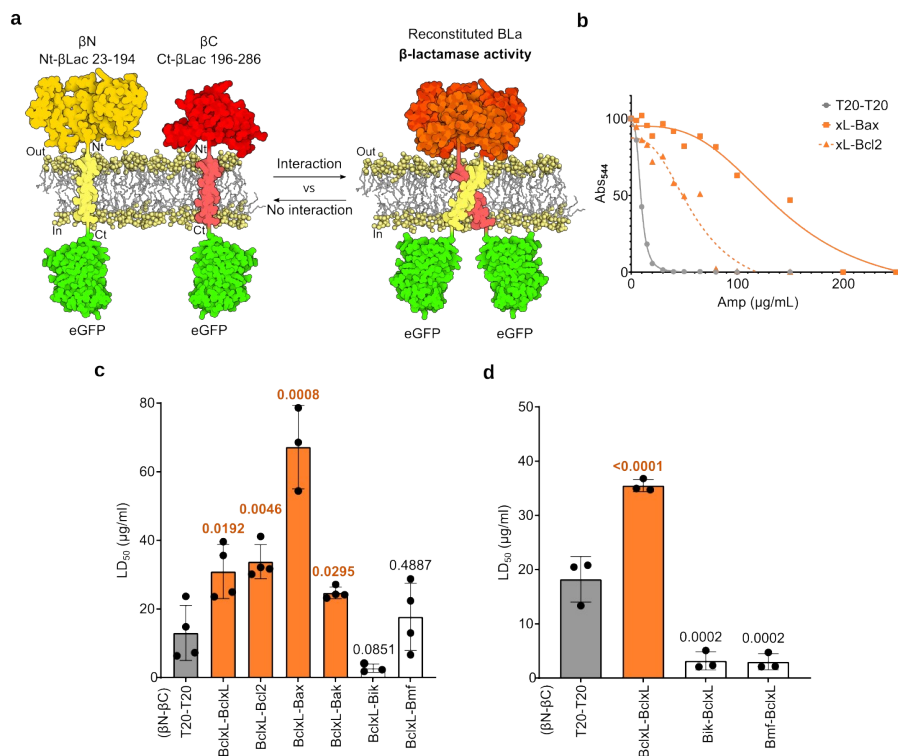 a
βN
Nt-βLac 23-194
βC
Ct-βLac 196-286
Reconstituted BLa
β-lactamase activity
Out
Nt
Nt
Interaction
vs
No interaction
Out
In
Ct
Ct
In
eGFP
eGFP
eGFP
eGFP
b
T20-T20
xL-Bax
xL-Bcl2
Abs544
100
50
0
0
100
200
Amp (µg/mL)
c
LD50 (µg/ml)
80
60
40
20
0
0.0192
0.0046
0.0008
0.0295
0.0851
0.4887
(βN-βC)
T20-T20
BclxL-BclxL
BclxL-Bcl2
BclxL-Bax
BclxL-Bak
BclxL-Bik
BclxL-Bmf
d
LD50 (µg/ml)
50
40
30
20
10
0
<0.0001
0.0002
0.0002
(βN-βC)
T20-T20
BclxL-BclxL
Bik-BclxL
Bmf-BclxL